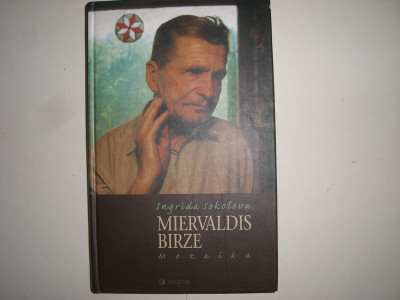 Ingrīda Sokolova
MIERVALDIS
BIRZE
Mozaīka